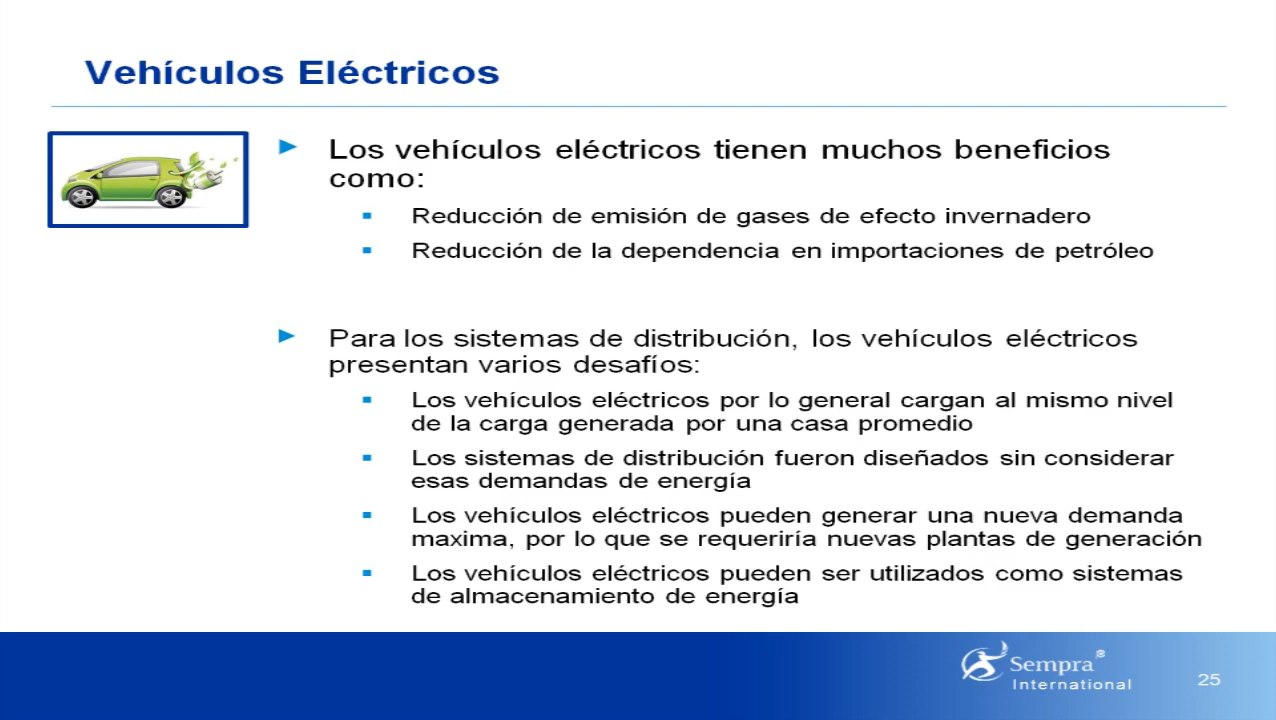 Vehículos Eléctricos
Los vehículos eléctricos tienen muchos beneficios
como:
Reducción de emisión de gases de efecto invernadero
Reducción de la dependencia en importaciones de petróleo
Para los sistemas de distribución, los vehículos eléctricos
presentan varios desafíos:
Los vehículos eléctricos por lo general cargan al mismo nivel
de la carga generada por una casa promedio
Los sistemas de distribución fueron diseñados sin considerar
esas demandas de energía
Los vehículos eléctricos pueden generar una nueva demanda
maxima, por lo que se requeriría nuevas plantas de generación
Los vehículos eléctricos pueden ser utilizados como sistemas
de almacenamiento de energía
Sempra®
International
25